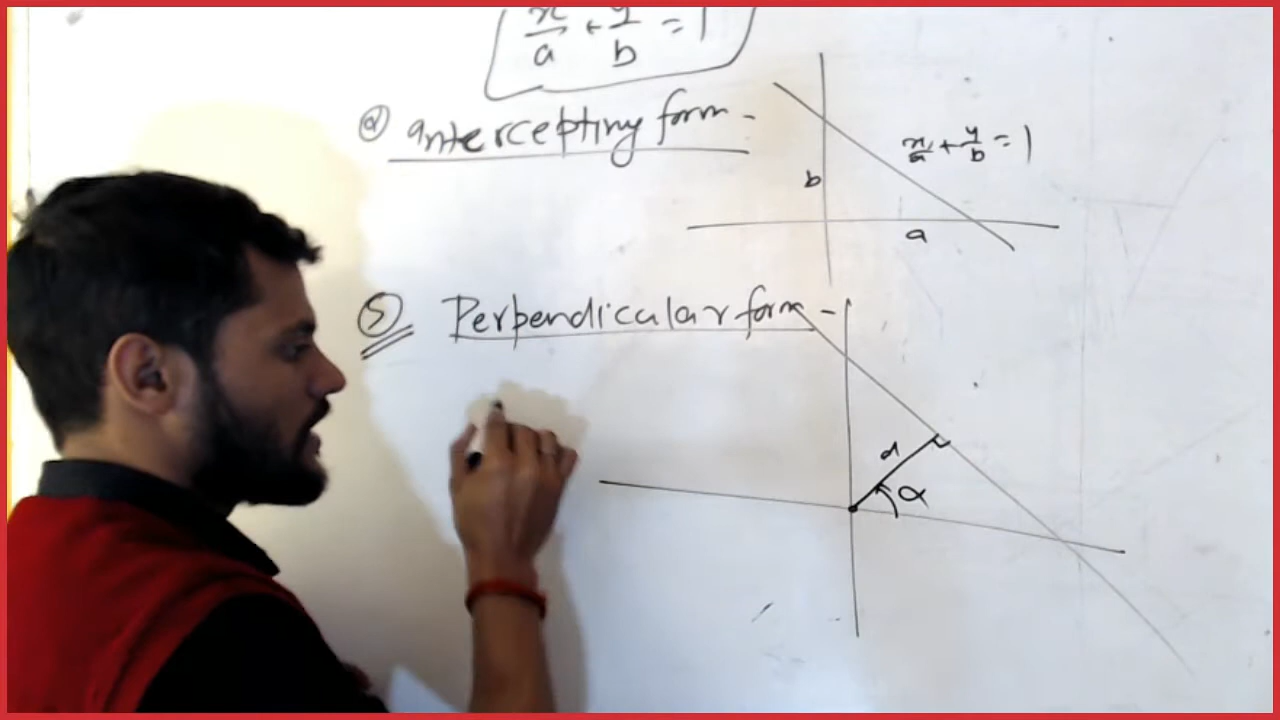 x/a + y/b = 1
④ intercepting form -
x/a + y/b = 1
b
a
⑤ Perpendicular form -
d
α